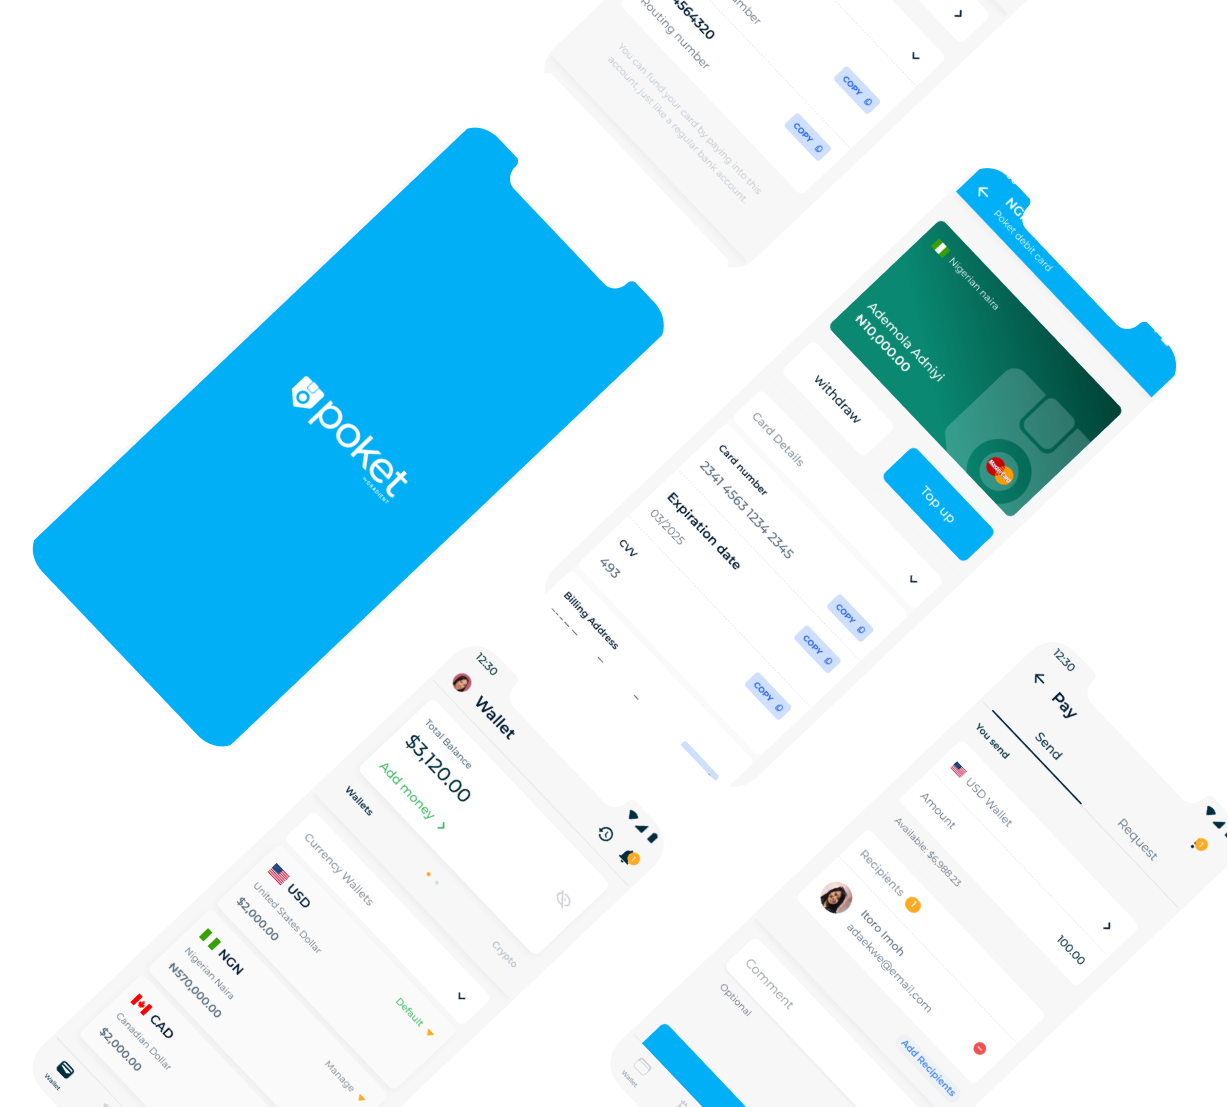 4564320
Routing number
COPY
COPY
You can fund your card by paying into this
account, just like a regular bank account.
poket
by GRADIENT
Poket debit card
Nigerian naira
Ademola Adniyi
₦10,000.00
MasterCard
Withdraw
Top up
Card Details
Card number
2341 4563 1234 2345
COPY
Expiration date
03/2025
COPY
CVV
493
COPY
Billing Address
12:30
Wallet
Total Balance
$3,120.00
Add money
Wallets
Crypto
Currency Wallets
USD
United States Dollar
$2,000.00
Default
NGN
Nigerian Naira
₦570,000.00
Manage
CAD
Canadian Dollar
$2,000.00
Wallet
12:30
Pay
Send
Request
You send
USD Wallet
Amount
100.00
Available: $6,988.23
Recipients
1
Itoro Imoh
adaekwe@email.com
Add Recipients
Comment
Optional
Wallet